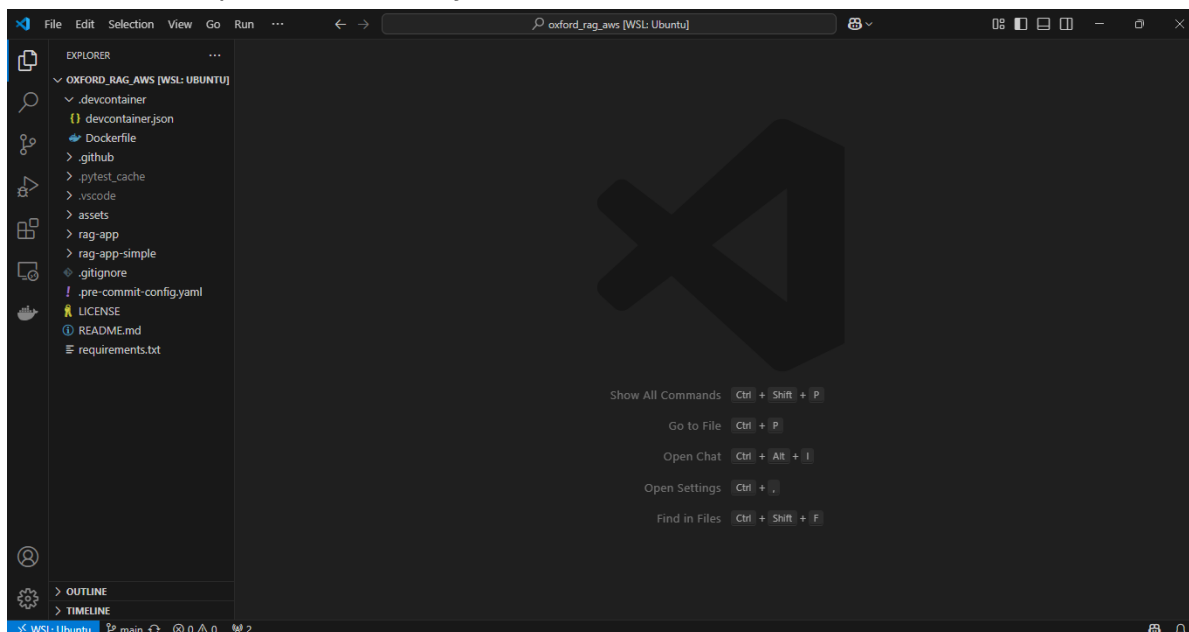 File Edit Selection View Go Run ··· ← → oxford_rag_aws [WSL: Ubuntu]
EXPLORER ···
OXFORD_RAG_AWS [WSL: UBUNTU]
.devcontainer
{} devcontainer.json
Dockerfile
.github
.pytest_cache
.vscode
assets
rag-app
rag-app-simple
.gitignore
! .pre-commit-config.yaml
LICENSE
README.md
requirements.txt
Show All Commands Ctrl + Shift + P
Go to File Ctrl + P
Open Chat Ctrl + Alt + I
Open Settings Ctrl + ,
Find in Files Ctrl + Shift + F
OUTLINE
TIMELINE
WSL: Ubuntu main 0 0 2